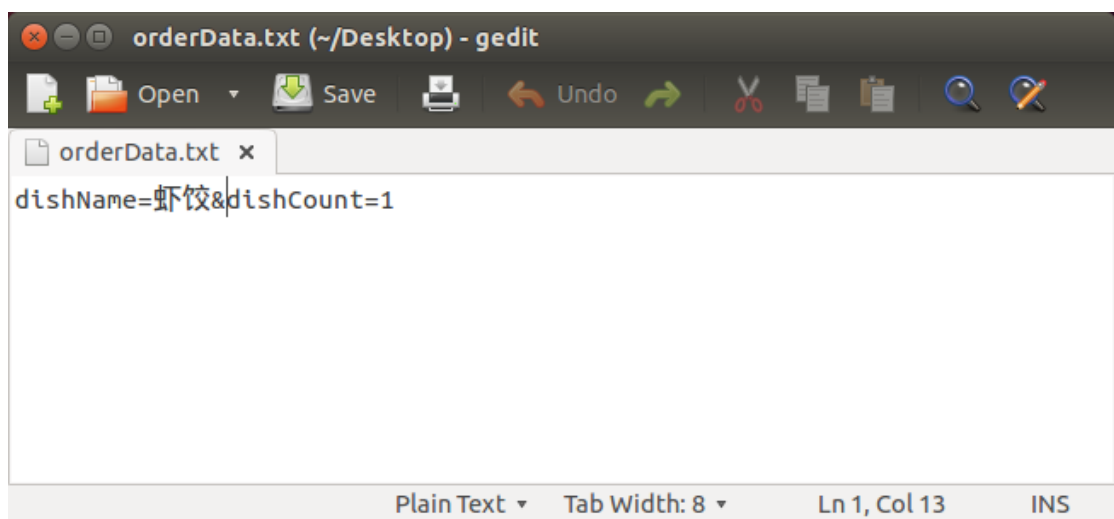 orderData.txt (~/Desktop) - gedit
Open Save Undo
orderData.txt
dishName=虾饺&dishCount=1
Plain Text Tab Width: 8 Ln 1, Col 13 INS